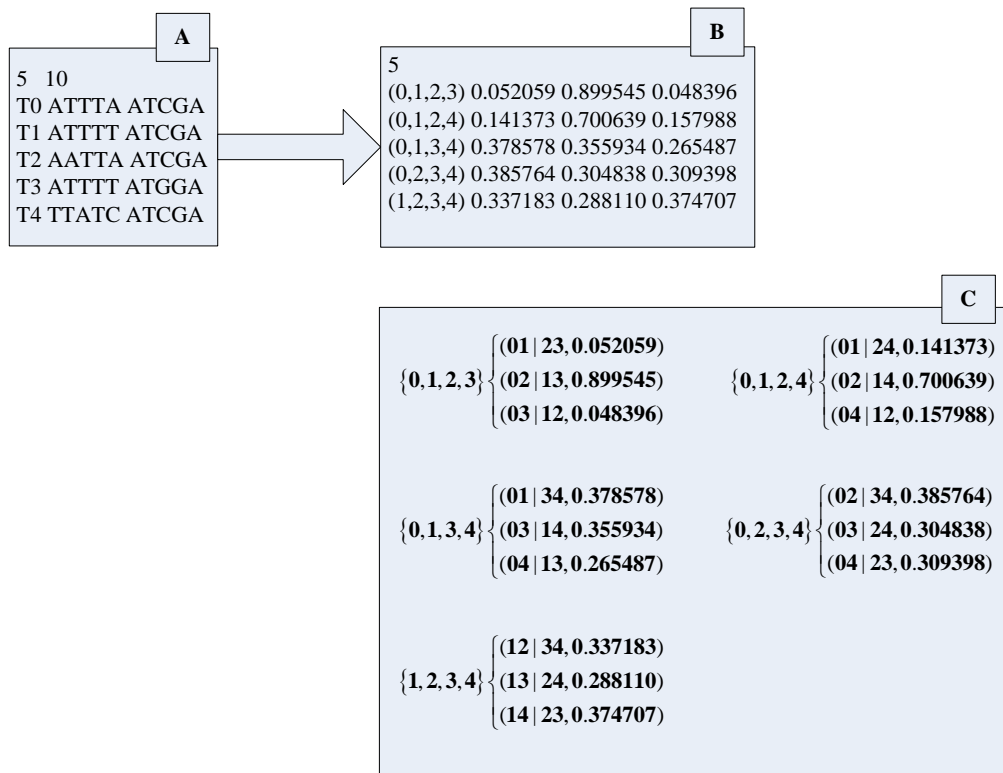 A
5 10
T0 ATTTA ATCGA
T1 ATTTT ATCGA
T2 AATTA ATCGA
T3 ATTTT ATGGA
T4 TTATC ATCGA
B
5
(0,1,2,3) 0.052059 0.899545 0.048396
(0,1,2,4) 0.141373 0.700639 0.157988
(0,1,3,4) 0.378578 0.355934 0.265487
(0,2,3,4) 0.385764 0.304838 0.309398
(1,2,3,4) 0.337183 0.288110 0.374707
C
(01 | 23, 0.052059)
{0,1,2,3} (02 | 13, 0.899545)
(03 | 12, 0.048396)
(01 | 24, 0.141373)
{0,1,2,4} (02 | 14, 0.700639)
(04 | 12, 0.157988)
(01 | 34, 0.378578)
{0,1,3,4} (03 | 14, 0.355934)
(04 | 13, 0.265487)
(02 | 34, 0.385764)
{0,2,3,4} (03 | 24, 0.304838)
(04 | 23, 0.309398)
(12 | 34, 0.337183)
{1,2,3,4} (13 | 24, 0.288110)
(14 | 23, 0.374707)